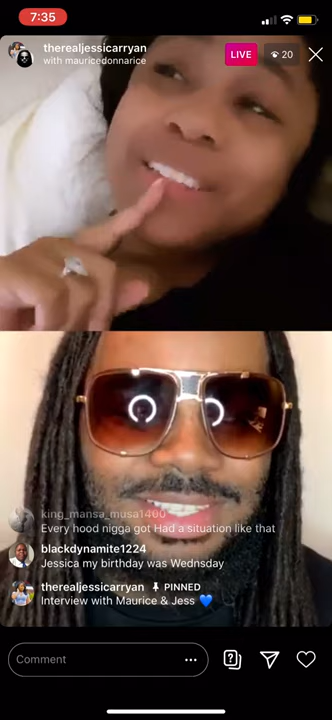 7:35
therealjessicarryan
with mauricedonnarice
LIVE
20
king_mansa_musa1400
Every hood nigga got Had a situation like that
blackdynamite1224
Jessica my birthday was Wednsday
therealjessicarryan PINNED
Interview with Maurice & Jess 💙
Comment